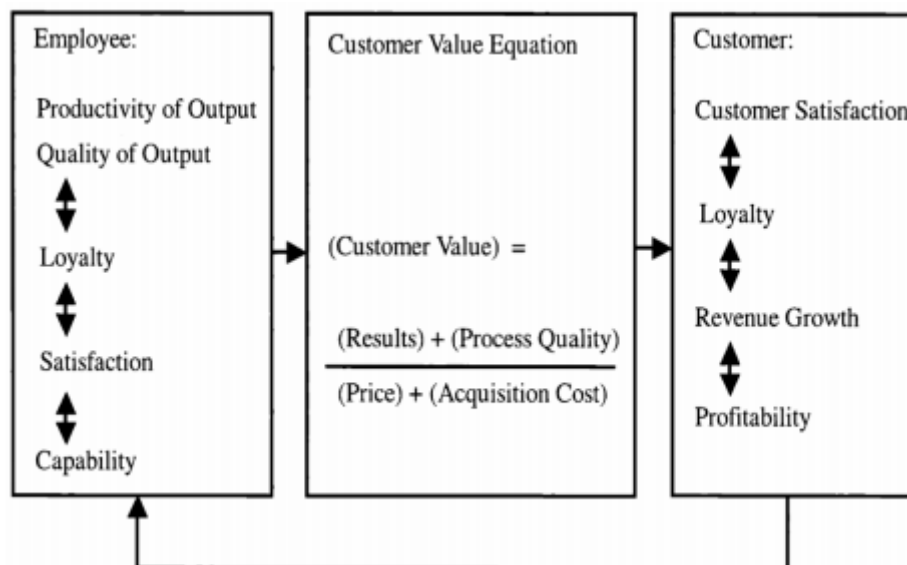 Employee:
Productivity of Output
Quality of Output
Loyalty
Satisfaction
Capability
Customer Value Equation
(Customer Value) =
(Results) + (Process Quality)
(Price) + (Acquisition Cost)
Customer:
Customer Satisfaction
Loyalty
Revenue Growth
Profitability